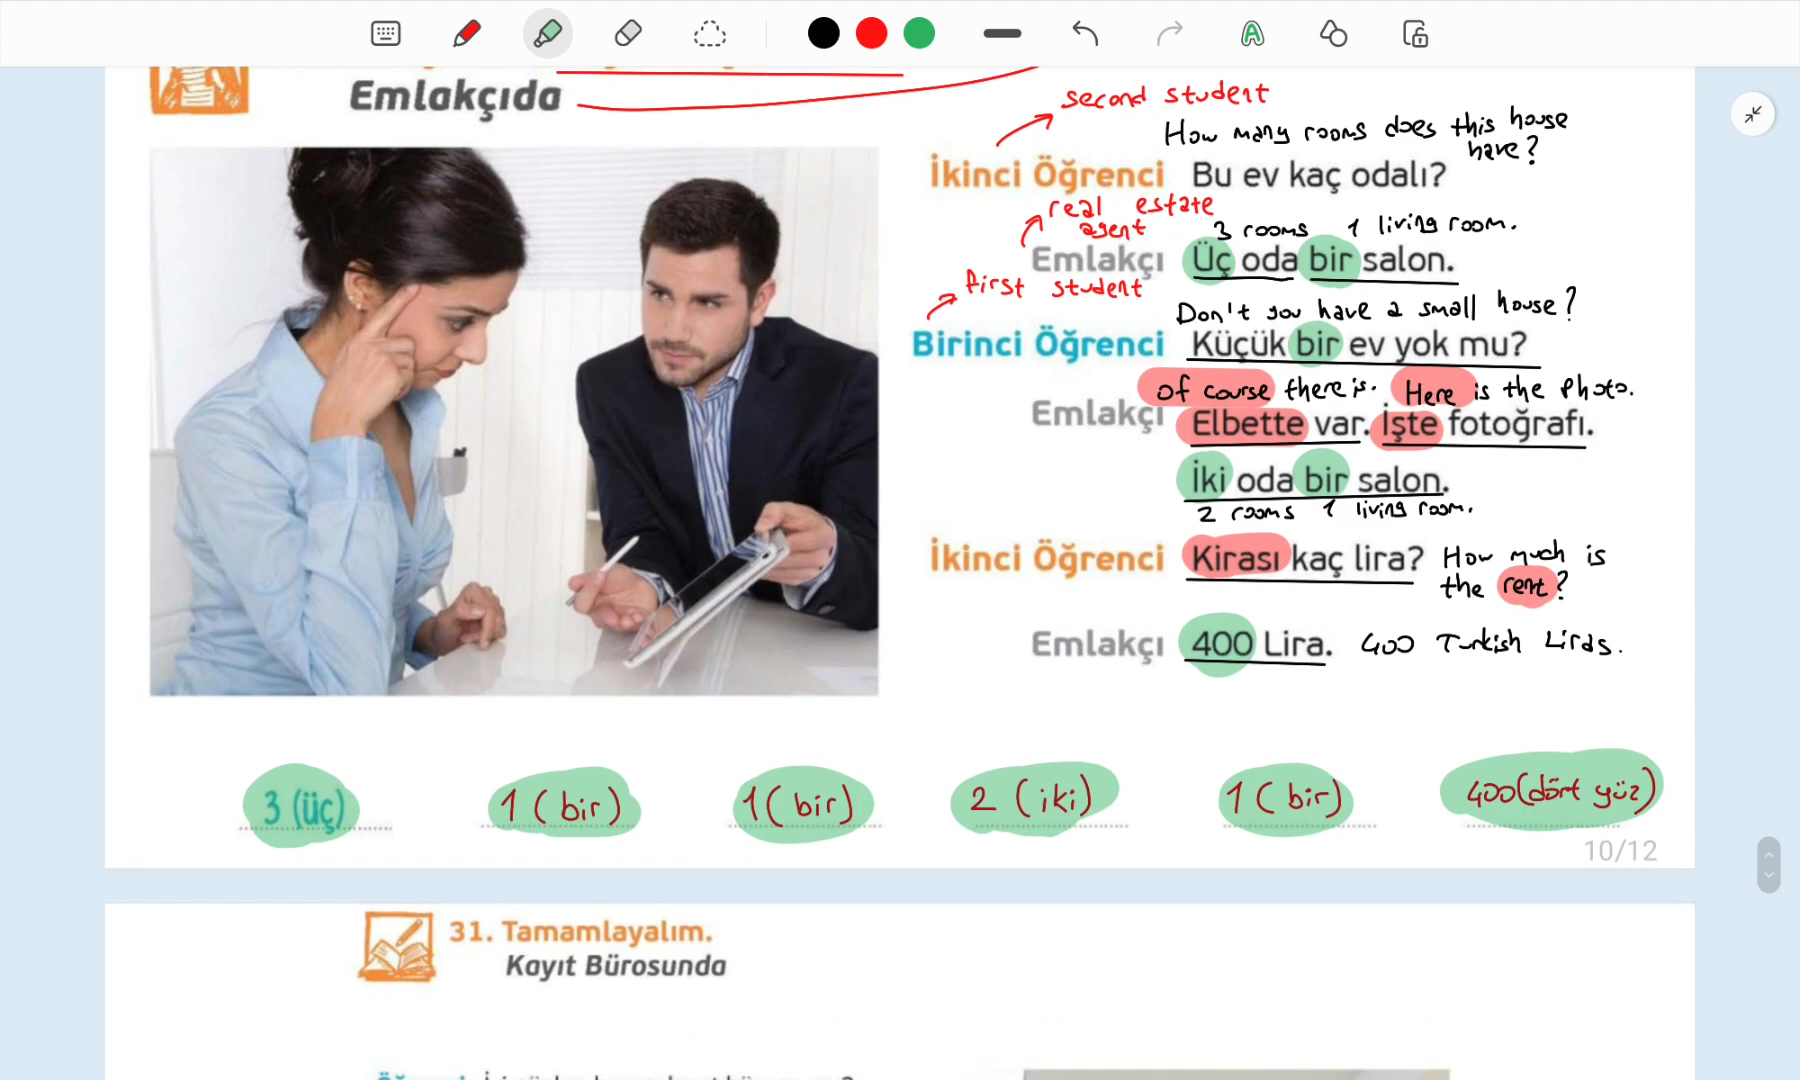 Emlakçıda
second student
How many rooms does this house have?
İkinci Öğrenci Bu ev kaç odalı?
real estate agent
3 rooms 1 living room.
Emlakçı Üç oda bir salon.
first student
Don't you have a small house?
Birinci Öğrenci Küçük bir ev yok mu?
of course there is. Here is the photo.
Emlakçı Elbette var. İşte fotoğrafı.
İki oda bir salon.
2 rooms 1 living room.
İkinci Öğrenci Kirası kaç lira? How much is
the rent?
Emlakçı 400 Lira. 400 Turkish Liras.
3 (üç) 1 (bir) 1 (bir) 2 (iki) 1 (bir) 400 (dört yüz)
10/12
31. Tamamlayalım.
Kayıt Bürosunda